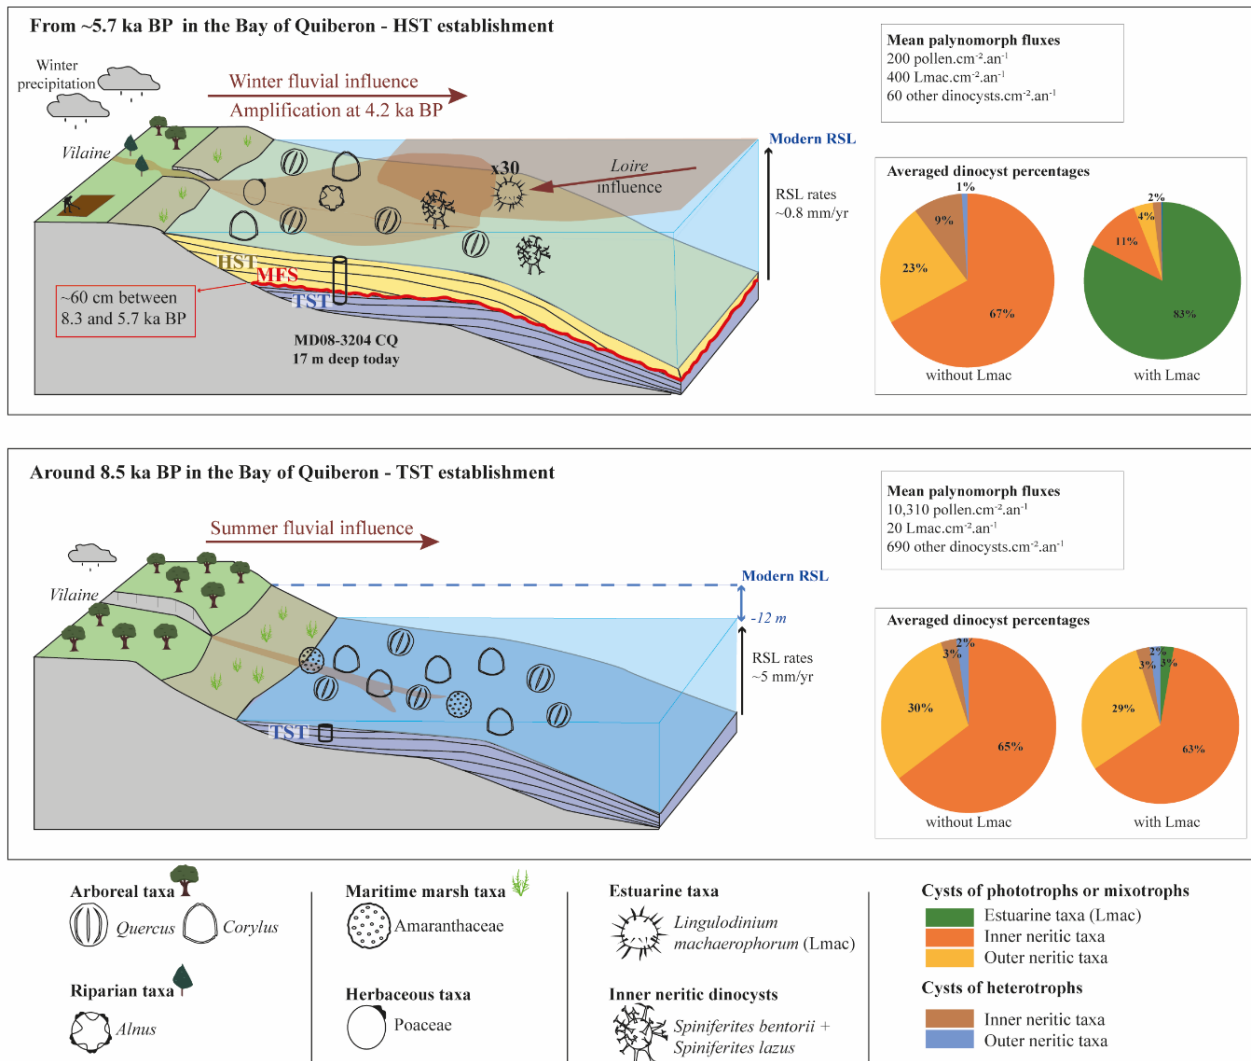 From ~5.7 ka BP in the Bay of Quiberon - HST establishment
Winter
precipitation
Winter fluvial influence
Amplification at 4.2 ka BP
Vilaine
Modern RSL
x30
Loire
influence
RSL rates
~0.8 mm/yr
HST
MFS
TST
~60 cm between
8.3 and 5.7 ka BP
MD08-3204 CQ
17 m deep today
Mean palynomorph fluxes
200 pollen.cm⁻².an⁻¹
400 Lmac.cm⁻².an⁻¹
60 other dinocysts.cm⁻².an⁻¹
Averaged dinocyst percentages
1%
9%
23%
67%
without Lmac
2%
4%
11%
83%
with Lmac
Around 8.5 ka BP in the Bay of Quiberon - TST establishment
Summer fluvial influence
Vilaine
Modern RSL
-12 m
RSL rates
~5 mm/yr
TST
Mean palynomorph fluxes
10,310 pollen.cm⁻².an⁻¹
20 Lmac.cm⁻².an⁻¹
690 other dinocysts.cm⁻².an⁻¹
Averaged dinocyst percentages
2%
3%
30%
65%
without Lmac
2%
3%
3%
29%
63%
with Lmac
Arboreal taxa
Quercus
Corylus
Riparian taxa
Alnus
Maritime marsh taxa
Amaranthaceae
Herbaceous taxa
Poaceae
Estuarine taxa
Lingulodinium
machaerophorum (Lmac)
Inner neritic dinocysts
Spiniferites bentorii +
Spiniferites lazus
Cysts of phototrophs or mixotrophs
Estuarine taxa (Lmac)
Inner neritic taxa
Outer neritic taxa
Cysts of heterotrophs
Inner neritic taxa
Outer neritic taxa